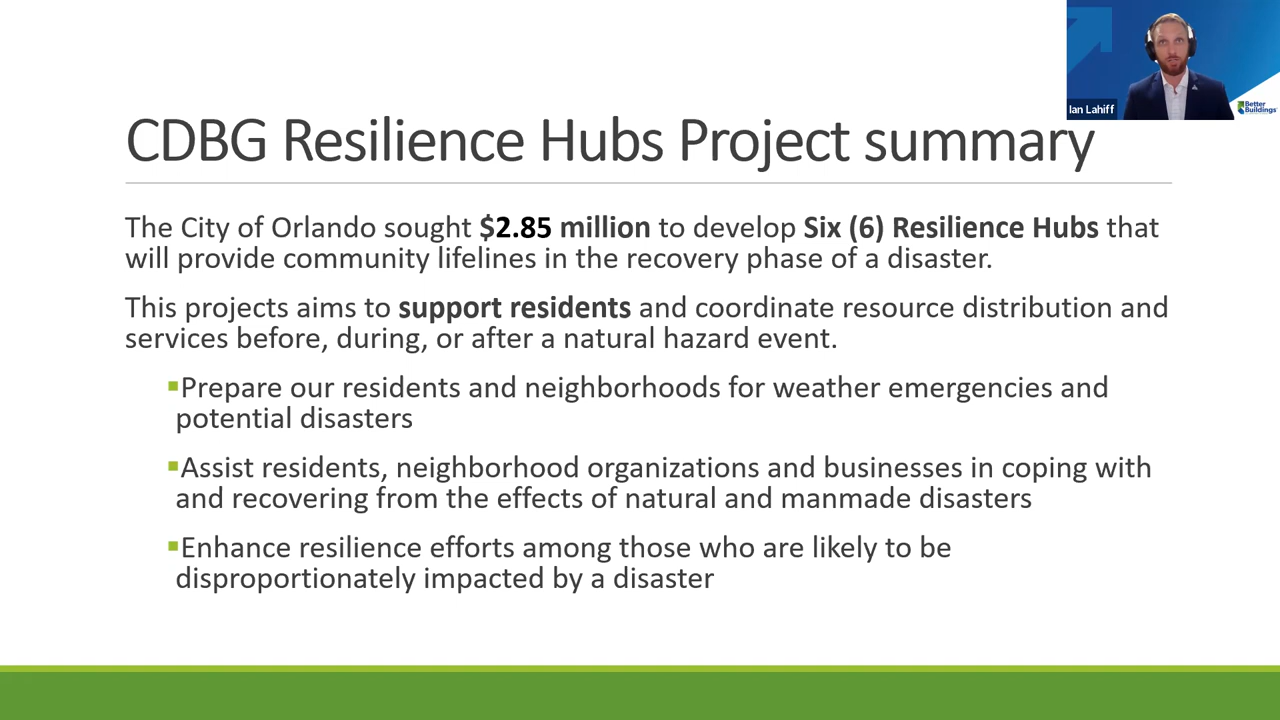 Ian Lahiff
Better
Buildings
CDBG Resilience Hubs Project summary
The City of Orlando sought $2.85 million to develop Six (6) Resilience Hubs that
will provide community lifelines in the recovery phase of a disaster.
This projects aims to support residents and coordinate resource distribution and
services before, during, or after a natural hazard event.
▪Prepare our residents and neighborhoods for weather emergencies and
potential disasters
▪Assist residents, neighborhood organizations and businesses in coping with
and recovering from the effects of natural and manmade disasters
▪Enhance resilience efforts among those who are likely to be
disproportionately impacted by a disaster